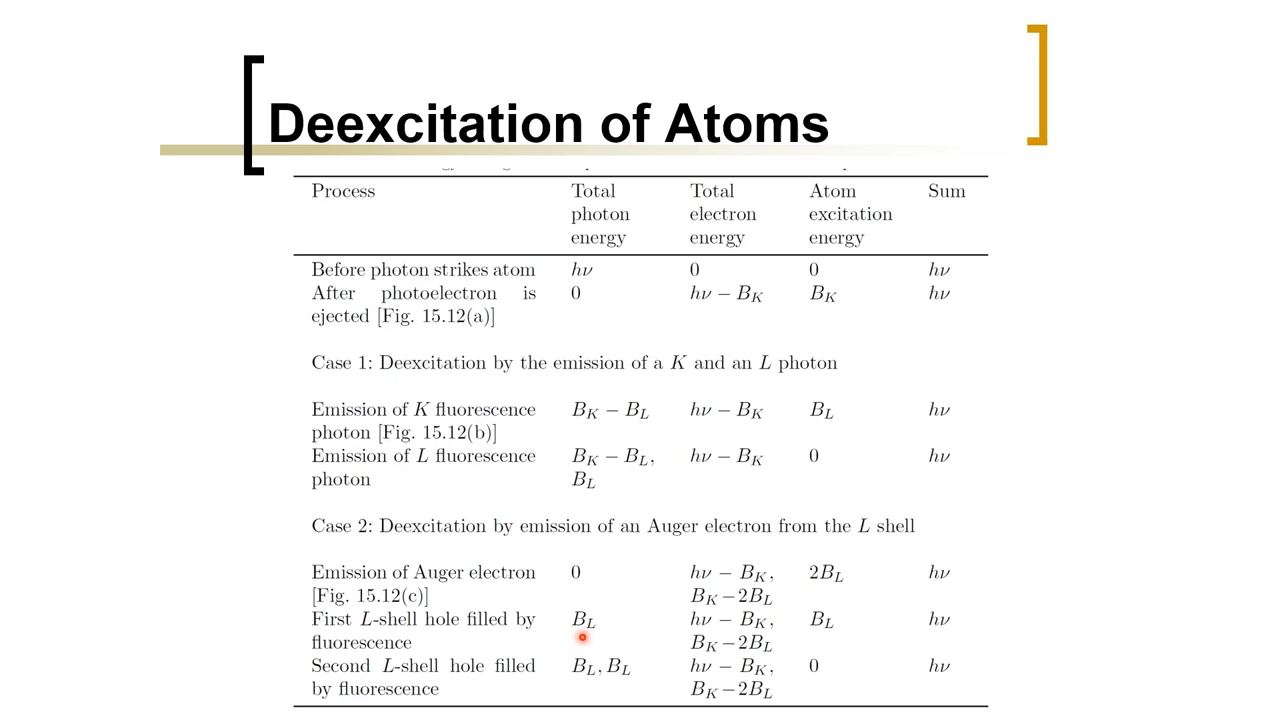 Deexcitation of Atoms
Process Total Total Atom Sum
photon electron excitation
energy energy energy
Before photon strikes atom hν 0 0 hν
After photoelectron is 0 hν − B_K B_K hν
ejected [Fig. 15.12(a)]
Case 1: Deexcitation by the emission of a K and an L photon
Emission of K fluorescence B_K − B_L hν − B_K B_L hν
photon [Fig. 15.12(b)]
Emission of L fluorescence B_K − B_L, hν − B_K 0 hν
photon B_L
Case 2: Deexcitation by emission of an Auger electron from the L shell
Emission of Auger electron 0 hν − B_K, 2B_L hν
[Fig. 15.12(c)] B_K−2B_L
First L-shell hole filled by B_L hν − B_K, B_L hν
fluorescence B_K−2B_L
Second L-shell hole filled B_L, B_L hν − B_K, 0 hν
by fluorescence B_K−2B_L